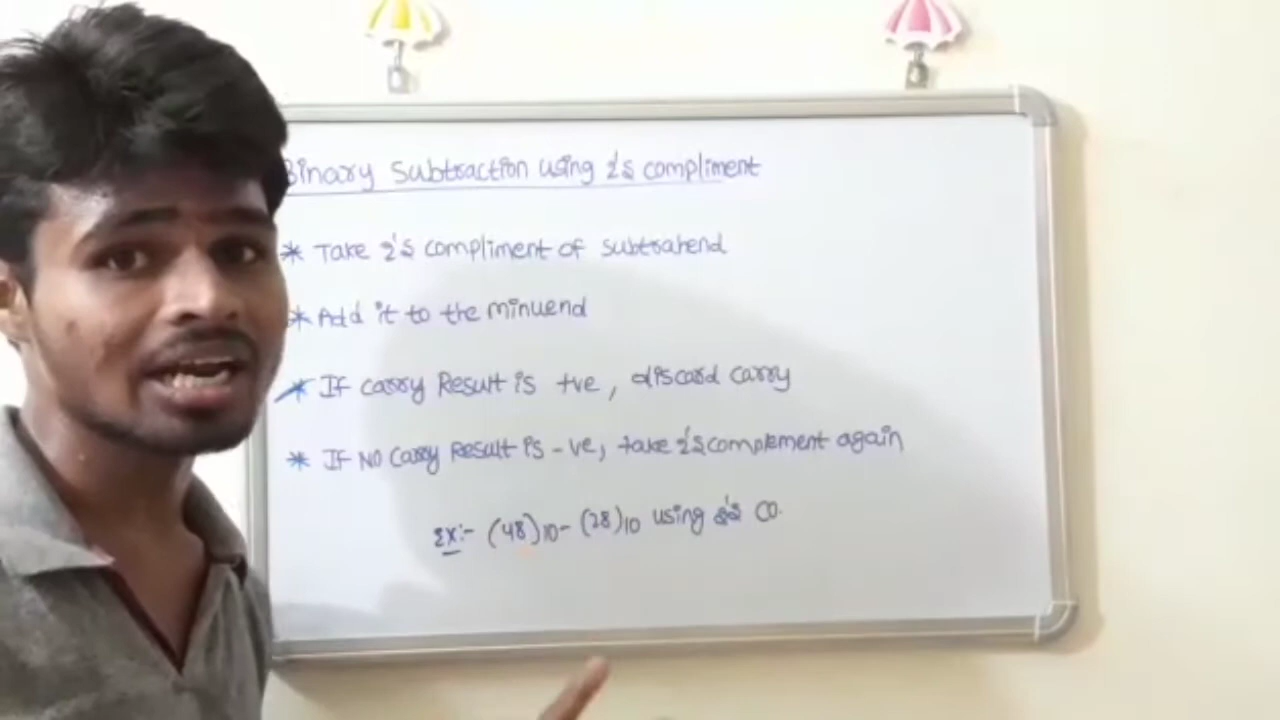 Binary Subtraction using 2's compliment
* Take 2's compliment of subtrahend
* Add it to the minuend
* If carry Result is +ve, discard carry
* If NO carry Result is -ve, take 2's complement again
Ex:- (48)10 - (28)10 using 2's CO.